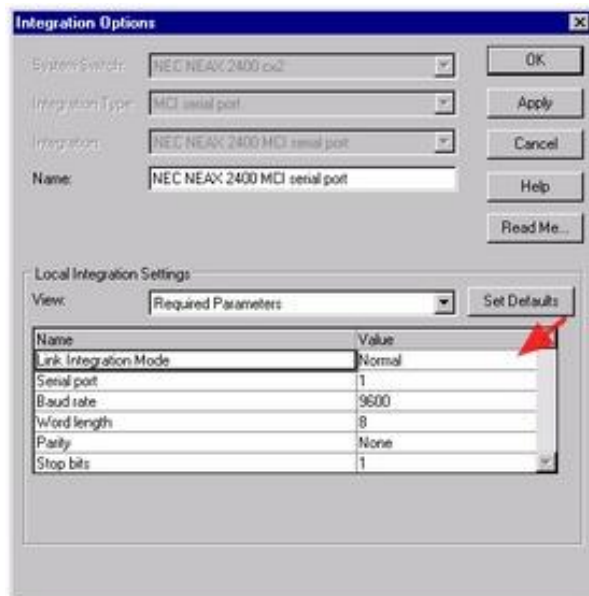 Integration Options
System Switch: NEC NEAX 2400 cx2
OK
Integration Type: MCI serial port
Apply
Integration: NEC NEAX 2400 MCI serial port
Cancel
Name: NEC NEAX 2400 MCI serial port
Help
Read Me...
Local Integration Settings
View: Required Parameters
Set Defaults
Name Value
Link Integration Mode Normal
Serial port 1
Baud rate 9600
Word length 8
Parity None
Stop bits 1